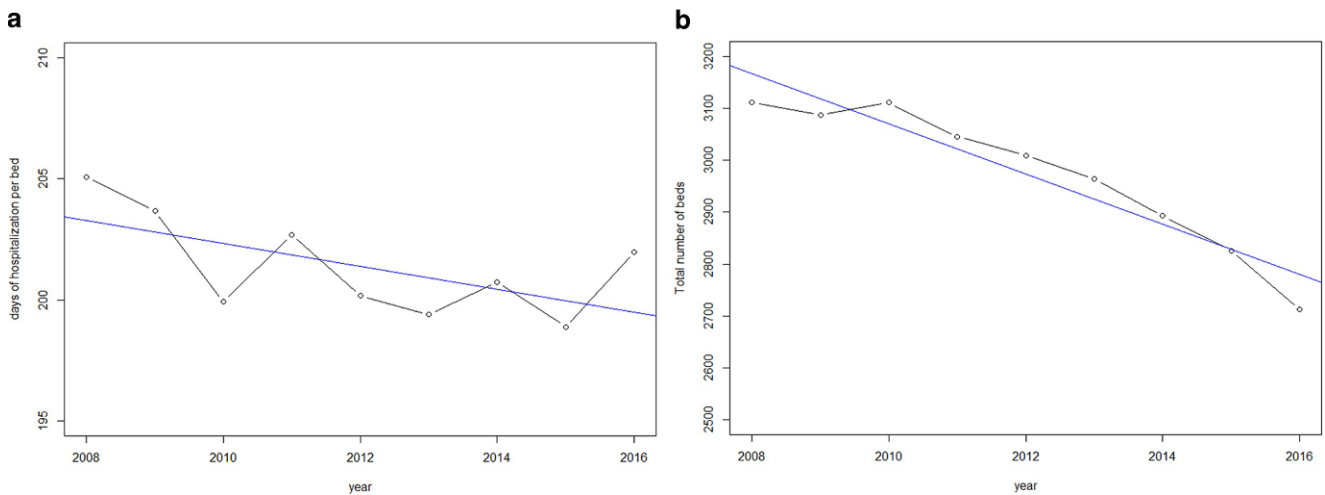 a
days of hospitalization per bed
210
205
200
195
2008 2010 2012 2014 2016
year
b
Total number of beds
3200
3100
3000
2900
2800
2700
2600
2500
2008 2010 2012 2014 2016
year